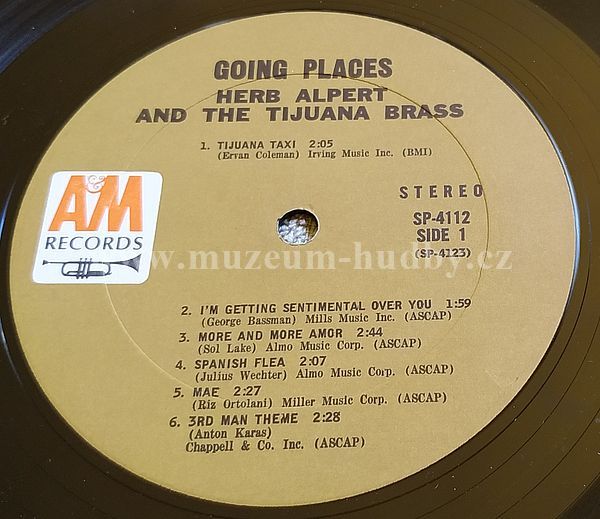 GOING PLACES
HERB ALPERT
AND THE TIJUANA BRASS
1. TIJUANA TAXI 2:05
(Ervan Coleman) Irving Music Inc. (BMI)
A&M
RECORDS
STEREO
SP-4112
SIDE 1
(SP-4123)
www.muzeum-hudby.cz
2. I'M GETTING SENTIMENTAL OVER YOU 1:59
(George Bassman) Mills Music Inc. (ASCAP)
3. MORE AND MORE AMOR 2:44
(Sol Lake) Almo Music Corp. (ASCAP)
4. SPANISH FLEA 2:07
(Julius Wechter) Almo Music Corp. (ASCAP)
5. MAE 2:27
(Riz Ortolani) Miller Music Corp. (ASCAP)
6. 3RD MAN THEME 2:28
(Anton Karas)
Chappell & Co. Inc. (ASCAP)